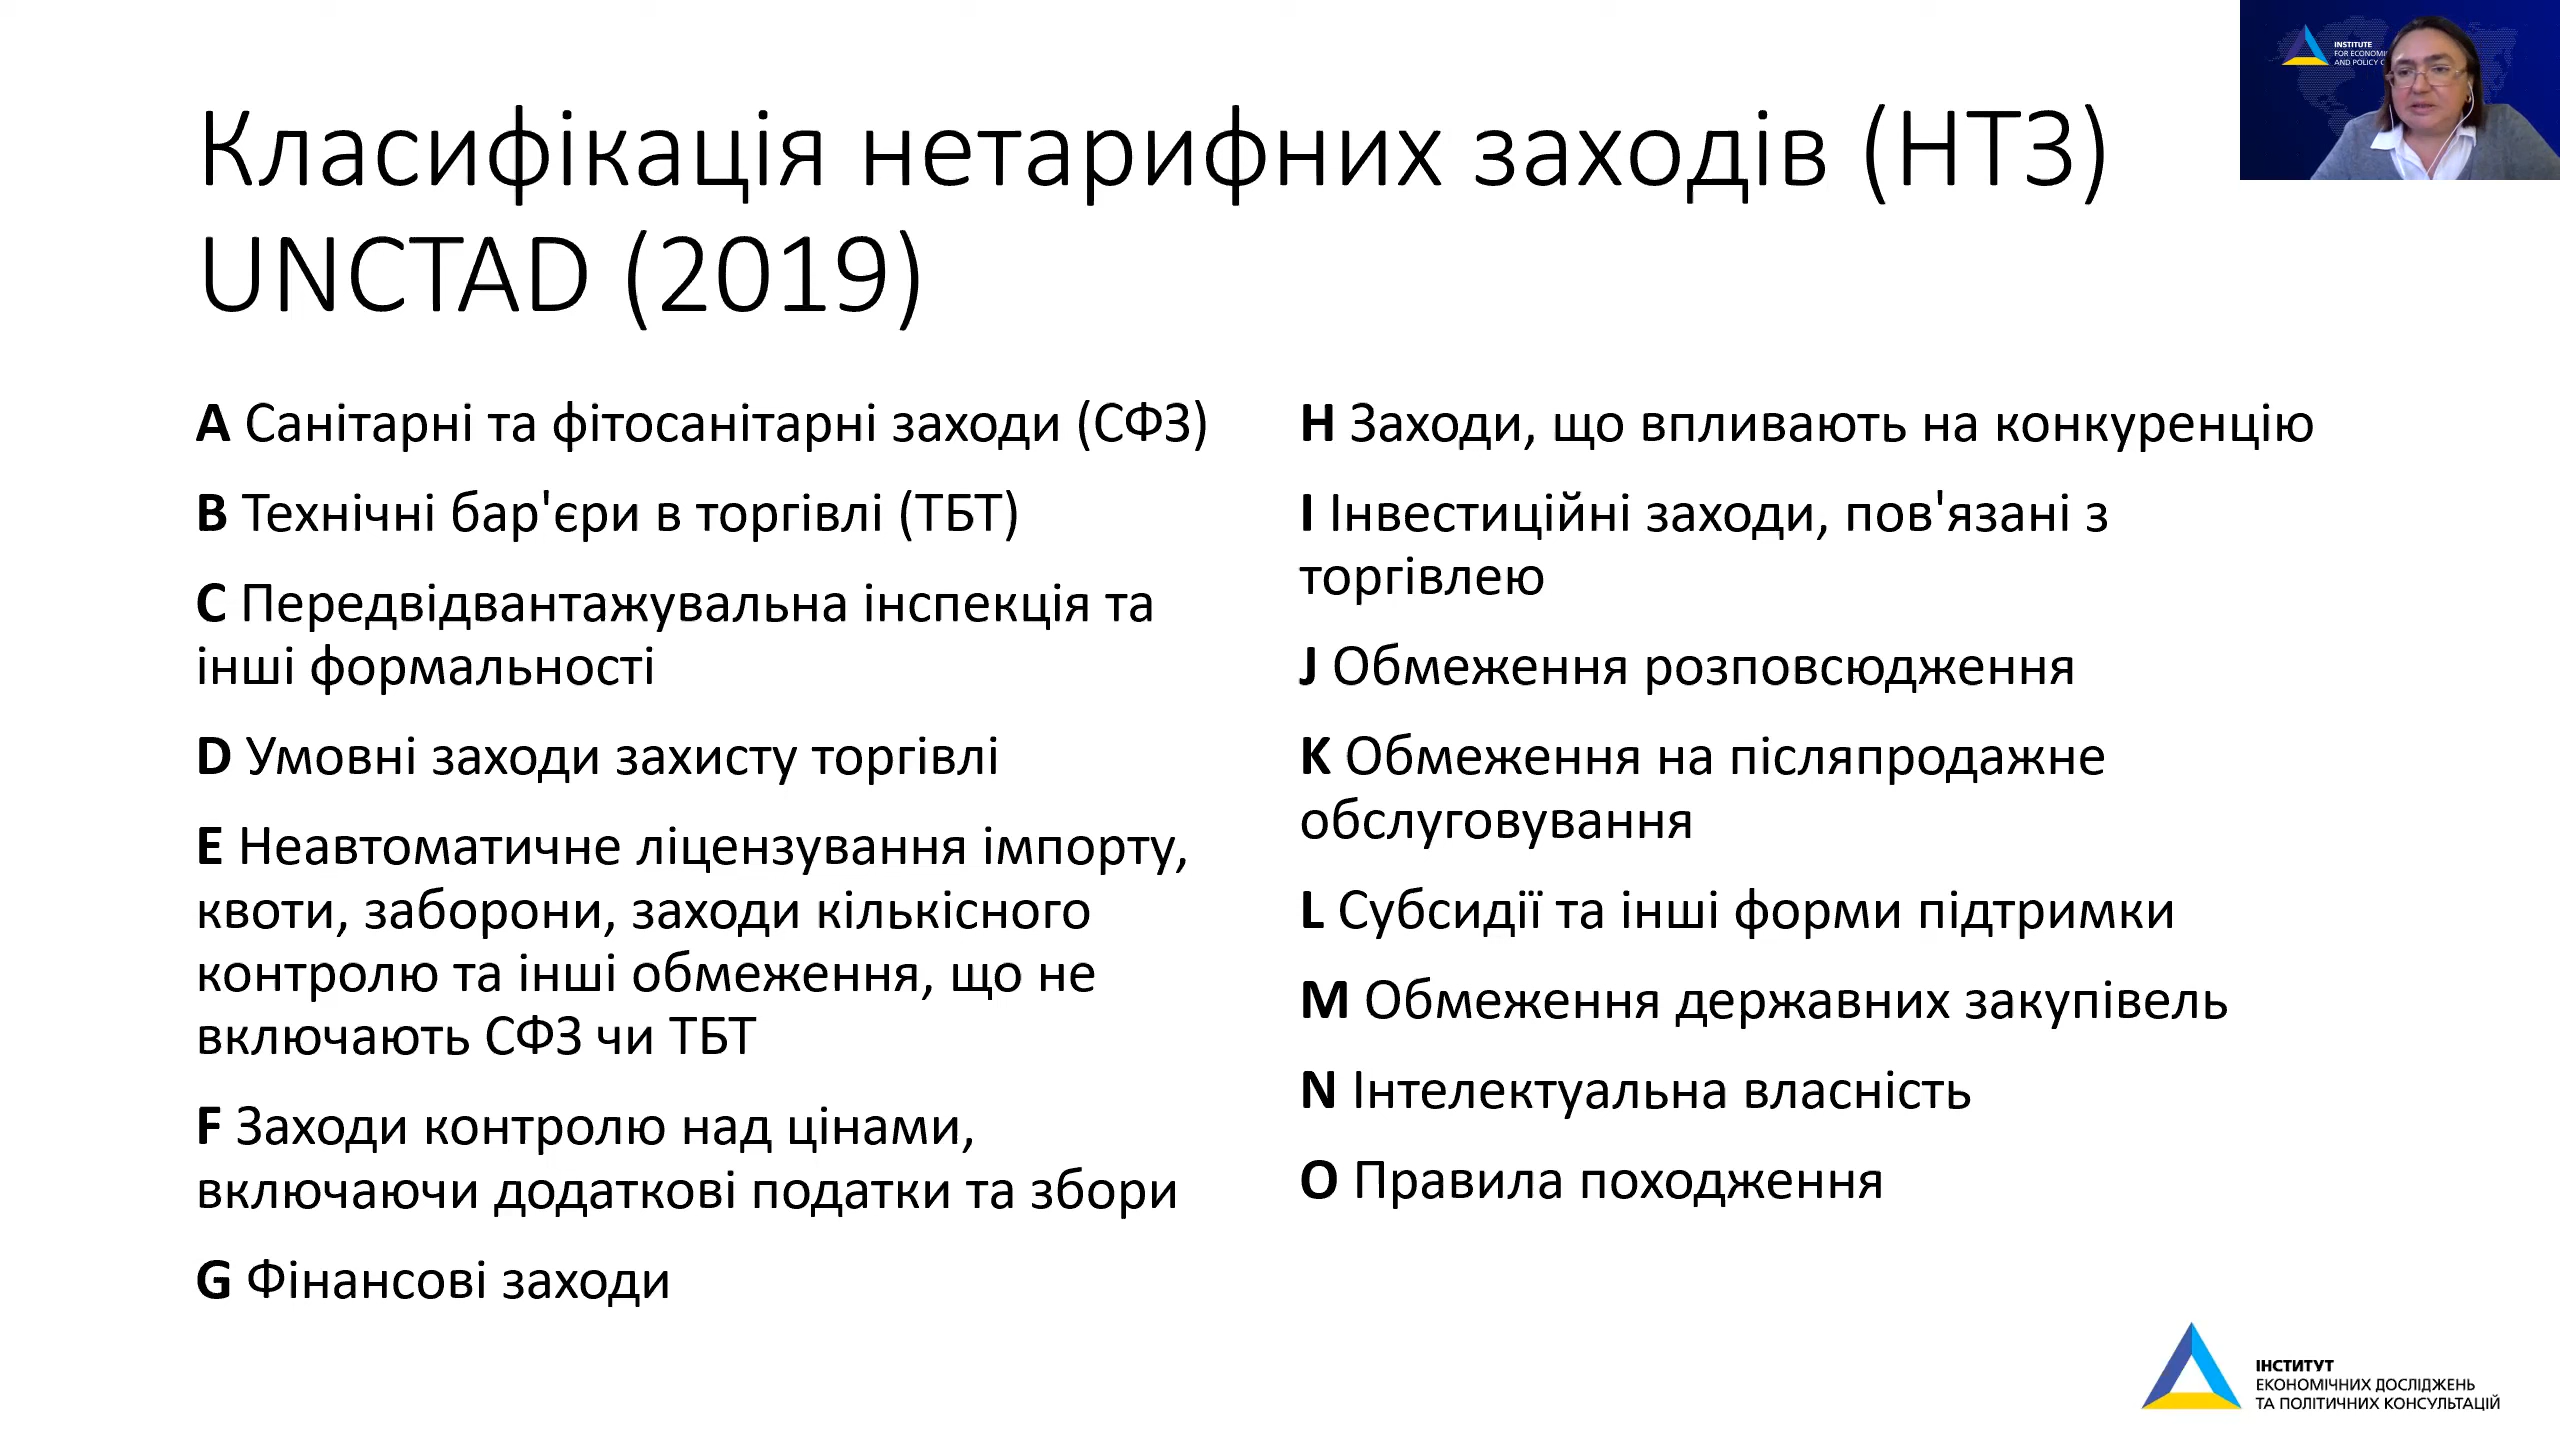 Класифікація нетарифних заходів (НТЗ)
UNCTAD (2019)
A Санітарні та фітосанітарні заходи (СФЗ)
B Технічні бар'єри в торгівлі (ТБТ)
C Передвідвантажувальна інспекція та
інші формальності
D Умовні заходи захисту торгівлі
E Неавтоматичне ліцензування імпорту,
квоти, заборони, заходи кількісного
контролю та інші обмеження, що не
включають СФЗ чи ТБТ
F Заходи контролю над цінами,
включаючи додаткові податки та збори
G Фінансові заходи
H Заходи, що впливають на конкуренцію
I Інвестиційні заходи, пов'язані з
торгівлею
J Обмеження розповсюдження
K Обмеження на післяпродажне
обслуговування
L Субсидії та інші форми підтримки
M Обмеження державних закупівель
N Інтелектуальна власність
O Правила походження
INSTITUTE
FOR
AND POLICY
ІНСТИТУТ
ЕКОНОМІЧНИХ ДОСЛІДЖЕНЬ
ТА ПОЛІТИЧНИХ КОНСУЛЬТАЦІЙ